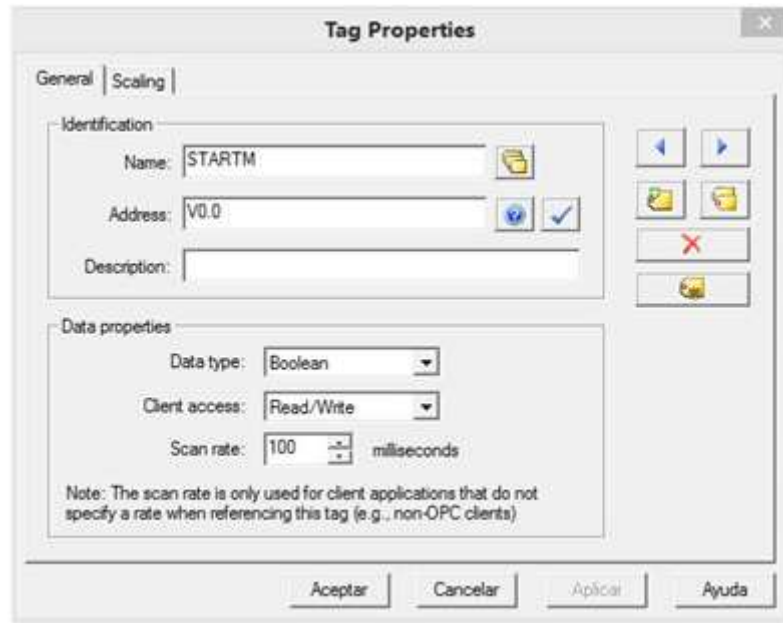 Tag Properties
General
Scaling
Identification
Name: STARTM
Address: V0.0
Description:
Data properties
Data type: Boolean
Client access: Read/Write
Scan rate: 100 milliseconds
Note: The scan rate is only used for client applications that do not
specify a rate when referencing this tag (e.g., non-OPC clients)
Aceptar Cancelar Aplicar Ayuda